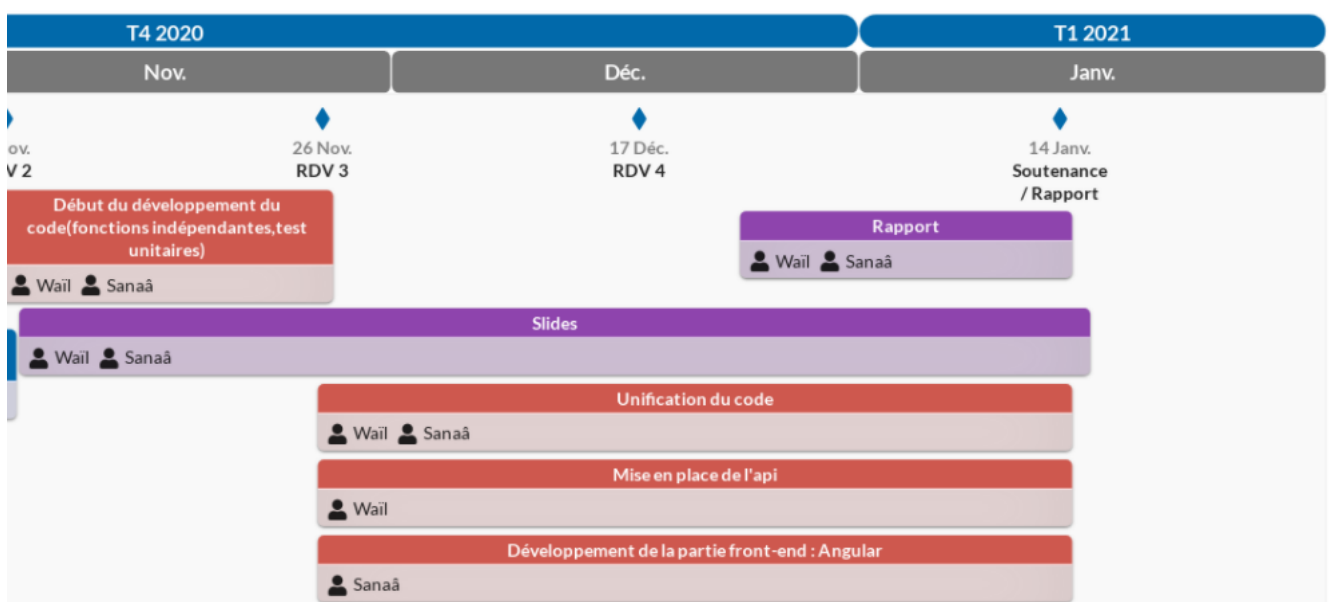 T4 2020
T1 2021
Nov.
Déc.
Janv.
ov.
V 2
26 Nov.
RDV 3
17 Déc.
RDV 4
14 Janv.
Soutenance
/ Rapport
Début du développement du
code(fonctions indépendantes,test
unitaires)
Waïl Sanaâ
Rapport
Waïl Sanaâ
Slides
Waïl Sanaâ
Unification du code
Waïl Sanaâ
Mise en place de l'api
Waïl
Développement de la partie front-end : Angular
Sanaâ